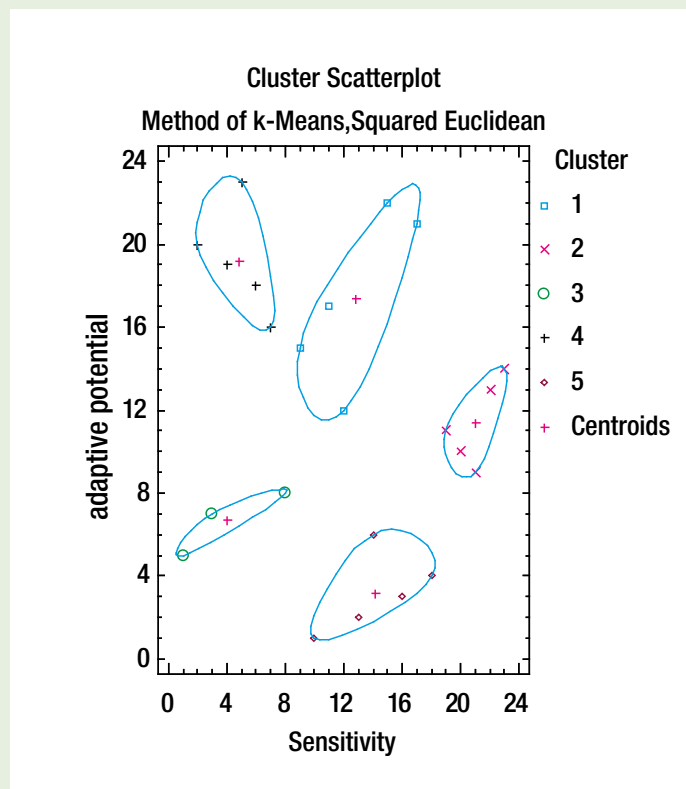 Cluster Scatterplot
Method of k-Means,Squared Euclidean
24
20
16
12
8
4
0
adaptive potential
0 4 8 12 16 20 24
Sensitivity
Cluster
1
2
3
4
5
Centroids